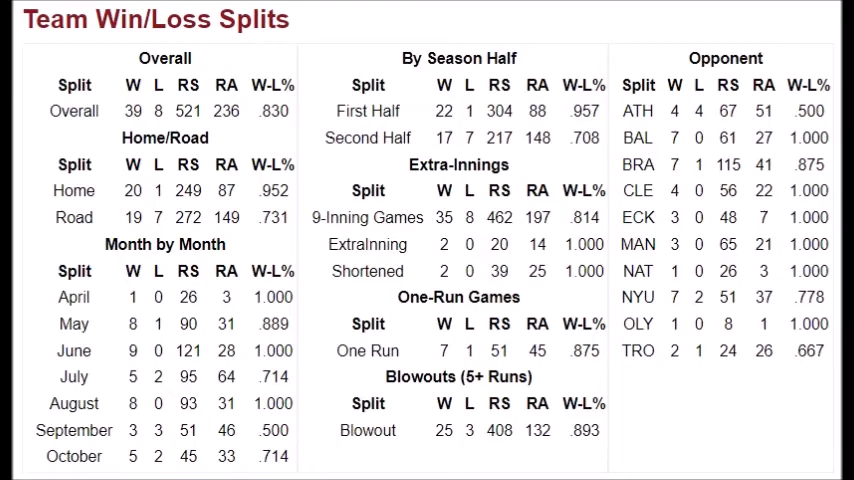 Team Win/Loss Splits
Overall
Split W L RS RA W-L%
Overall 39 8 521 236 .830
Home/Road
Split W L RS RA W-L%
Home 20 1 249 87 .952
Road 19 7 272 149 .731
Month by Month
Split W L RS RA W-L%
April 1 0 26 3 1.000
May 8 1 90 31 .889
June 9 0 121 28 1.000
July 5 2 95 64 .714
August 8 0 93 31 1.000
September 3 3 51 46 .500
October 5 2 45 33 .714
By Season Half
Split W L RS RA W-L%
First Half 22 1 304 88 .957
Second Half 17 7 217 148 .708
Extra-Innings
Split W L RS RA W-L%
9-Inning Games 35 8 462 197 .814
ExtraInning 2 0 20 14 1.000
Shortened 2 0 39 25 1.000
One-Run Games
Split W L RS RA W-L%
One Run 7 1 51 45 .875
Blowouts (5+ Runs)
Split W L RS RA W-L%
Blowout 25 3 408 132 .893
Opponent
Split W L RS RA W-L%
ATH 4 4 67 51 .500
BAL 7 0 61 27 1.000
BRA 7 1 115 41 .875
CLE 4 0 56 22 1.000
ECK 3 0 48 7 1.000
MAN 3 0 65 21 1.000
NAT 1 0 26 3 1.000
NYU 7 2 51 37 .778
OLY 1 0 8 1 1.000
TRO 2 1 24 26 .667